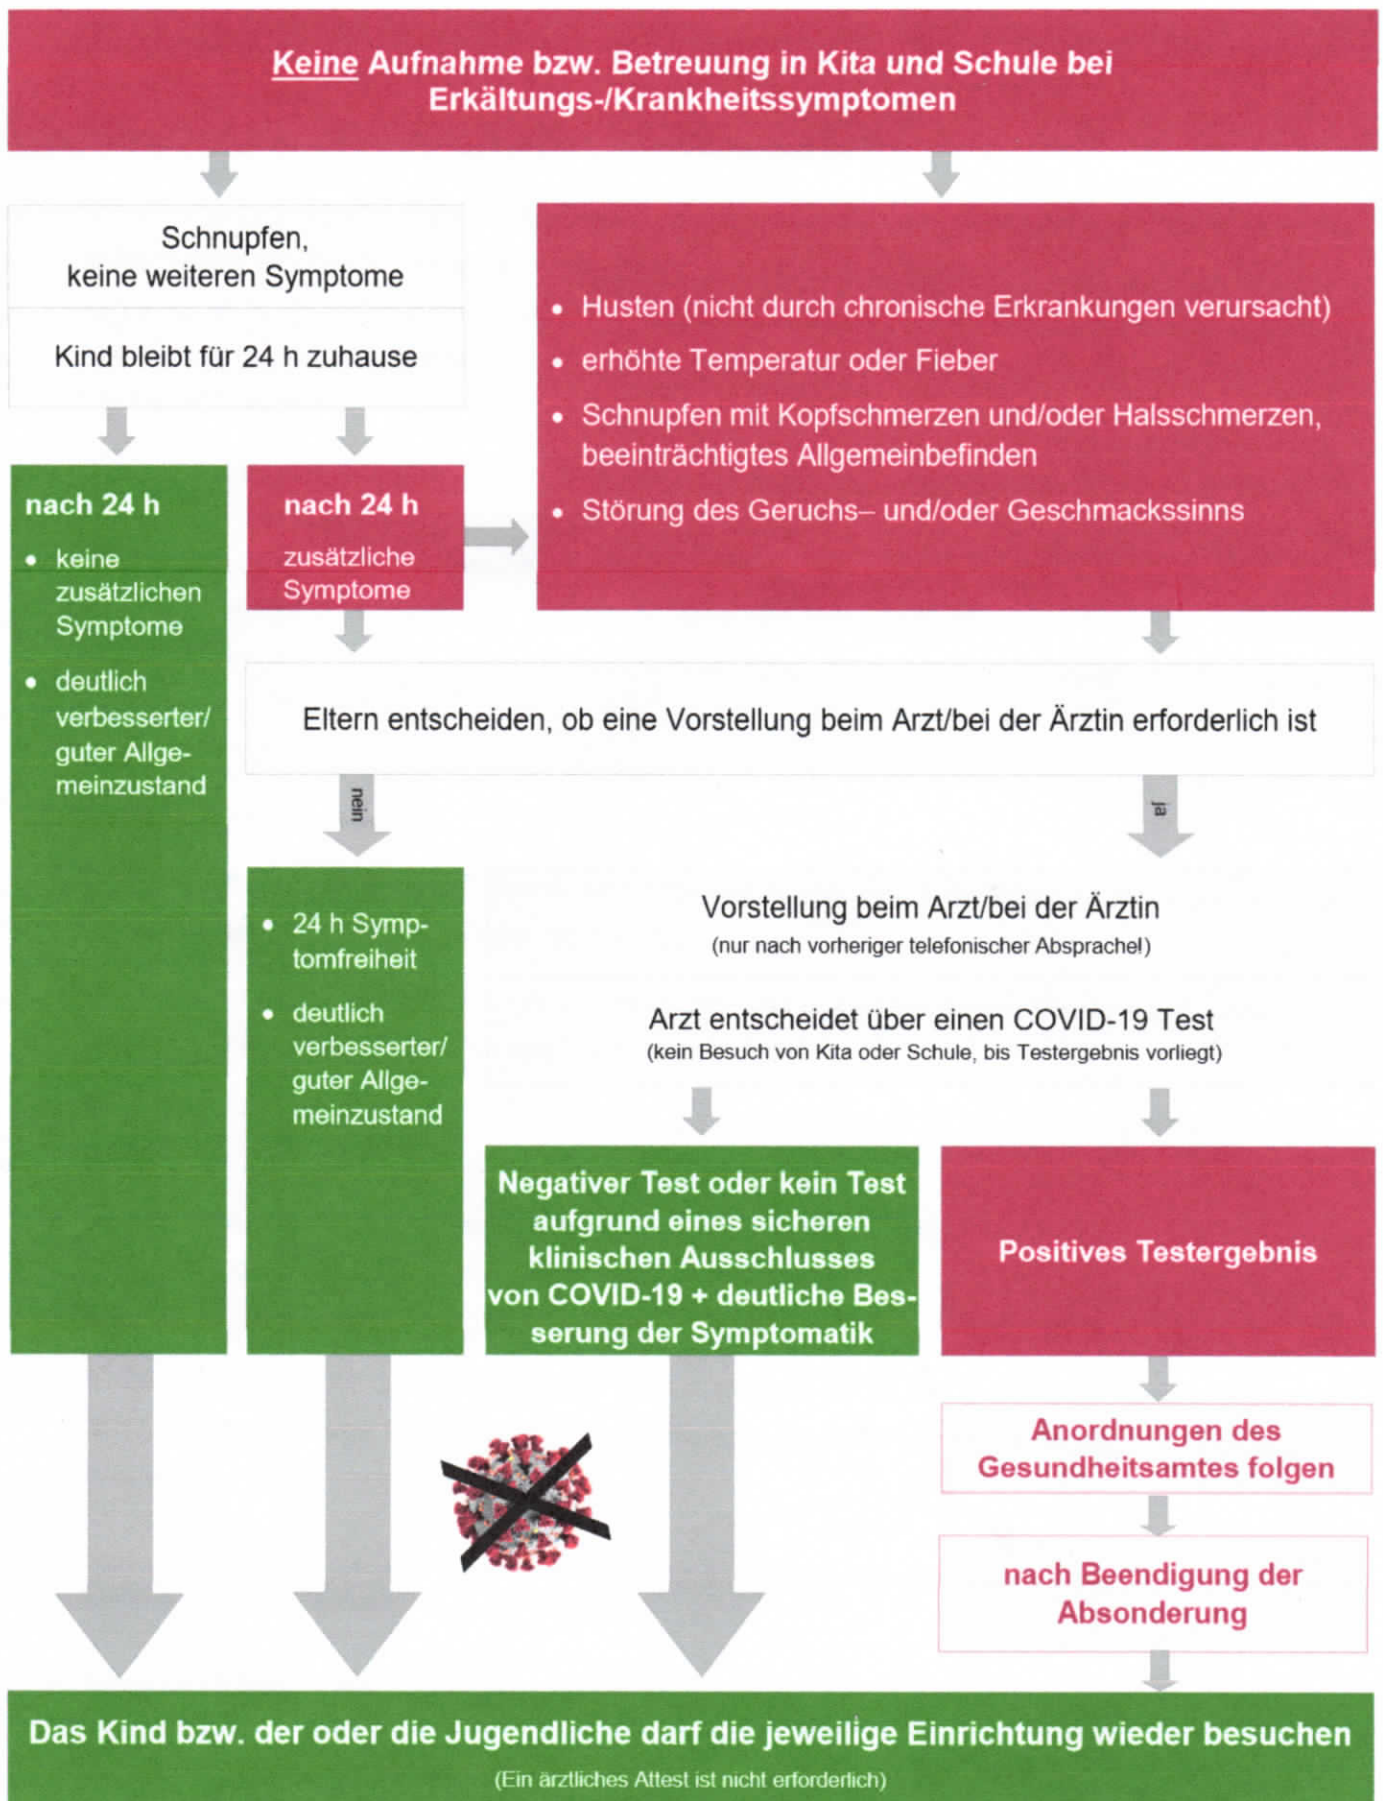 Keine Aufnahme bzw. Betreuung in Kita und Schule bei
Erkältungs-/Krankheitssymptomen
Schnupfen,
keine weiteren Symptome
Kind bleibt für 24 h zuhause
• Husten (nicht durch chronische Erkrankungen verursacht)
• erhöhte Temperatur oder Fieber
• Schnupfen mit Kopfschmerzen und/oder Halsschmerzen,
beeinträchtigtes Allgemeinbefinden
• Störung des Geruchs– und/oder Geschmackssinns
nach 24 h
• keine
zusätzlichen
Symptome
• deutlich
verbesserter/
guter Allge-
meinzustand
nach 24 h
zusätzliche
Symptome
Eltern entscheiden, ob eine Vorstellung beim Arzt/bei der Ärztin erforderlich ist
nein
ja
• 24 h Symp-
tomfreiheit
• deutlich
verbesserter/
guter Allge-
meinzustand
Vorstellung beim Arzt/bei der Ärztin
(nur nach vorheriger telefonischer Absprache!)
Arzt entscheidet über einen COVID-19 Test
(kein Besuch von Kita oder Schule, bis Testergebnis vorliegt)
Negativer Test oder kein Test
aufgrund eines sicheren
klinischen Ausschlusses
von COVID-19 + deutliche Bes-
serung der Symptomatik
Positives Testergebnis
Anordnungen des
Gesundheitsamtes folgen
nach Beendigung der
Absonderung
Das Kind bzw. der oder die Jugendliche darf die jeweilige Einrichtung wieder besuchen
(Ein ärztliches Attest ist nicht erforderlich)